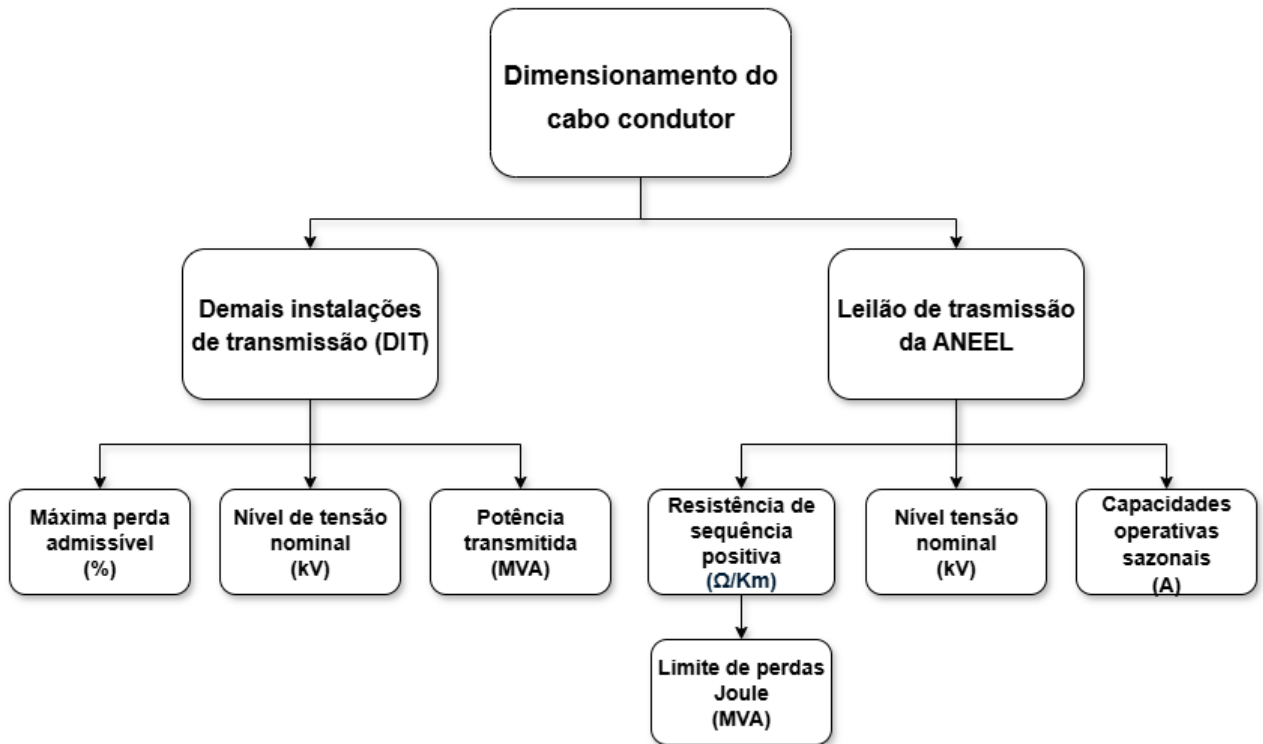 Dimensionamento do
cabo condutor
Demais instalações
de transmissão (DIT)
Leilão de trasmissão
da ANEEL
Máxima perda
admissível
(%)
Nível de tensão
nominal
(kV)
Potência
transmitida
(MVA)
Resistência de
sequência
positiva
(Ω/Km)
Nível tensão
nominal
(kV)
Capacidades
operativas
sazonais
(A)
Limite de perdas
Joule
(MVA)